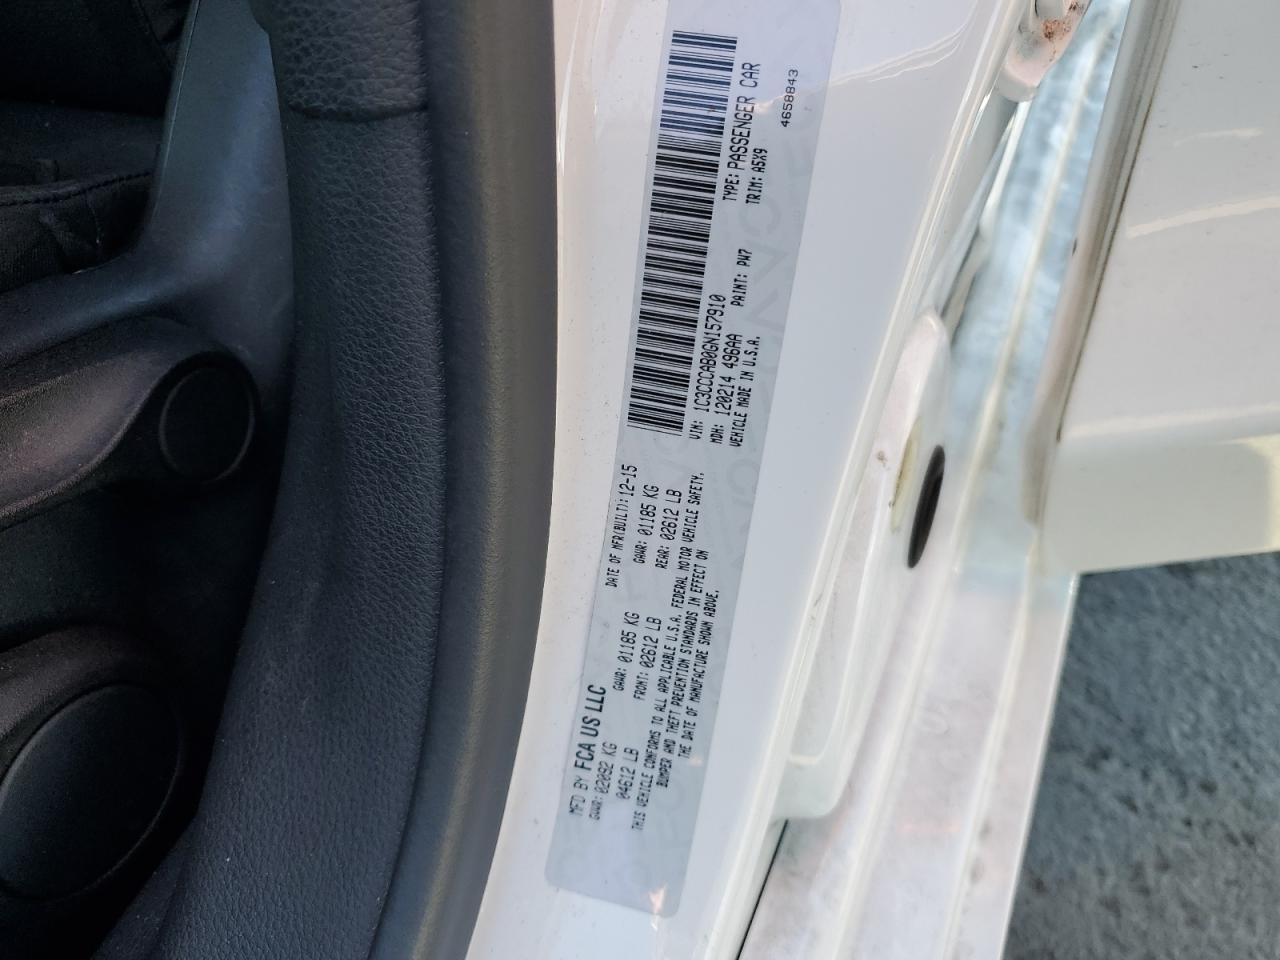 MFD BY FCA US LLC
DATE OF MFR(BUILT): 12-15
GVWR: 02092 KG
04612 LB
GAWR: 01185 KG
FRONT: 02612 LB
GAWR: 01185 KG
REAR: 02612 LB
THIS VEHICLE CONFORMS TO ALL APPLICABLE U.S.A. FEDERAL MOTOR VEHICLE SAFETY,
BUMPER AND THEFT PREVENTION STANDARDS IN EFFECT ON
THE DATE OF MANUFACTURE SHOWN ABOVE.
VIN: 1C3CCCAB0GN157910
TYPE: PASSENGER CAR
MDH: 120214 496AA
PAINT: PW7
TRIM: A5X9
VEHICLE MADE IN U.S.A.
4658843